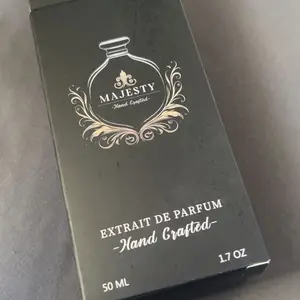 MAJESTY
-Hand Crafted-
EXTRAIT DE PARFUM
-Hand Crafted-
50 ML 1.7 OZ